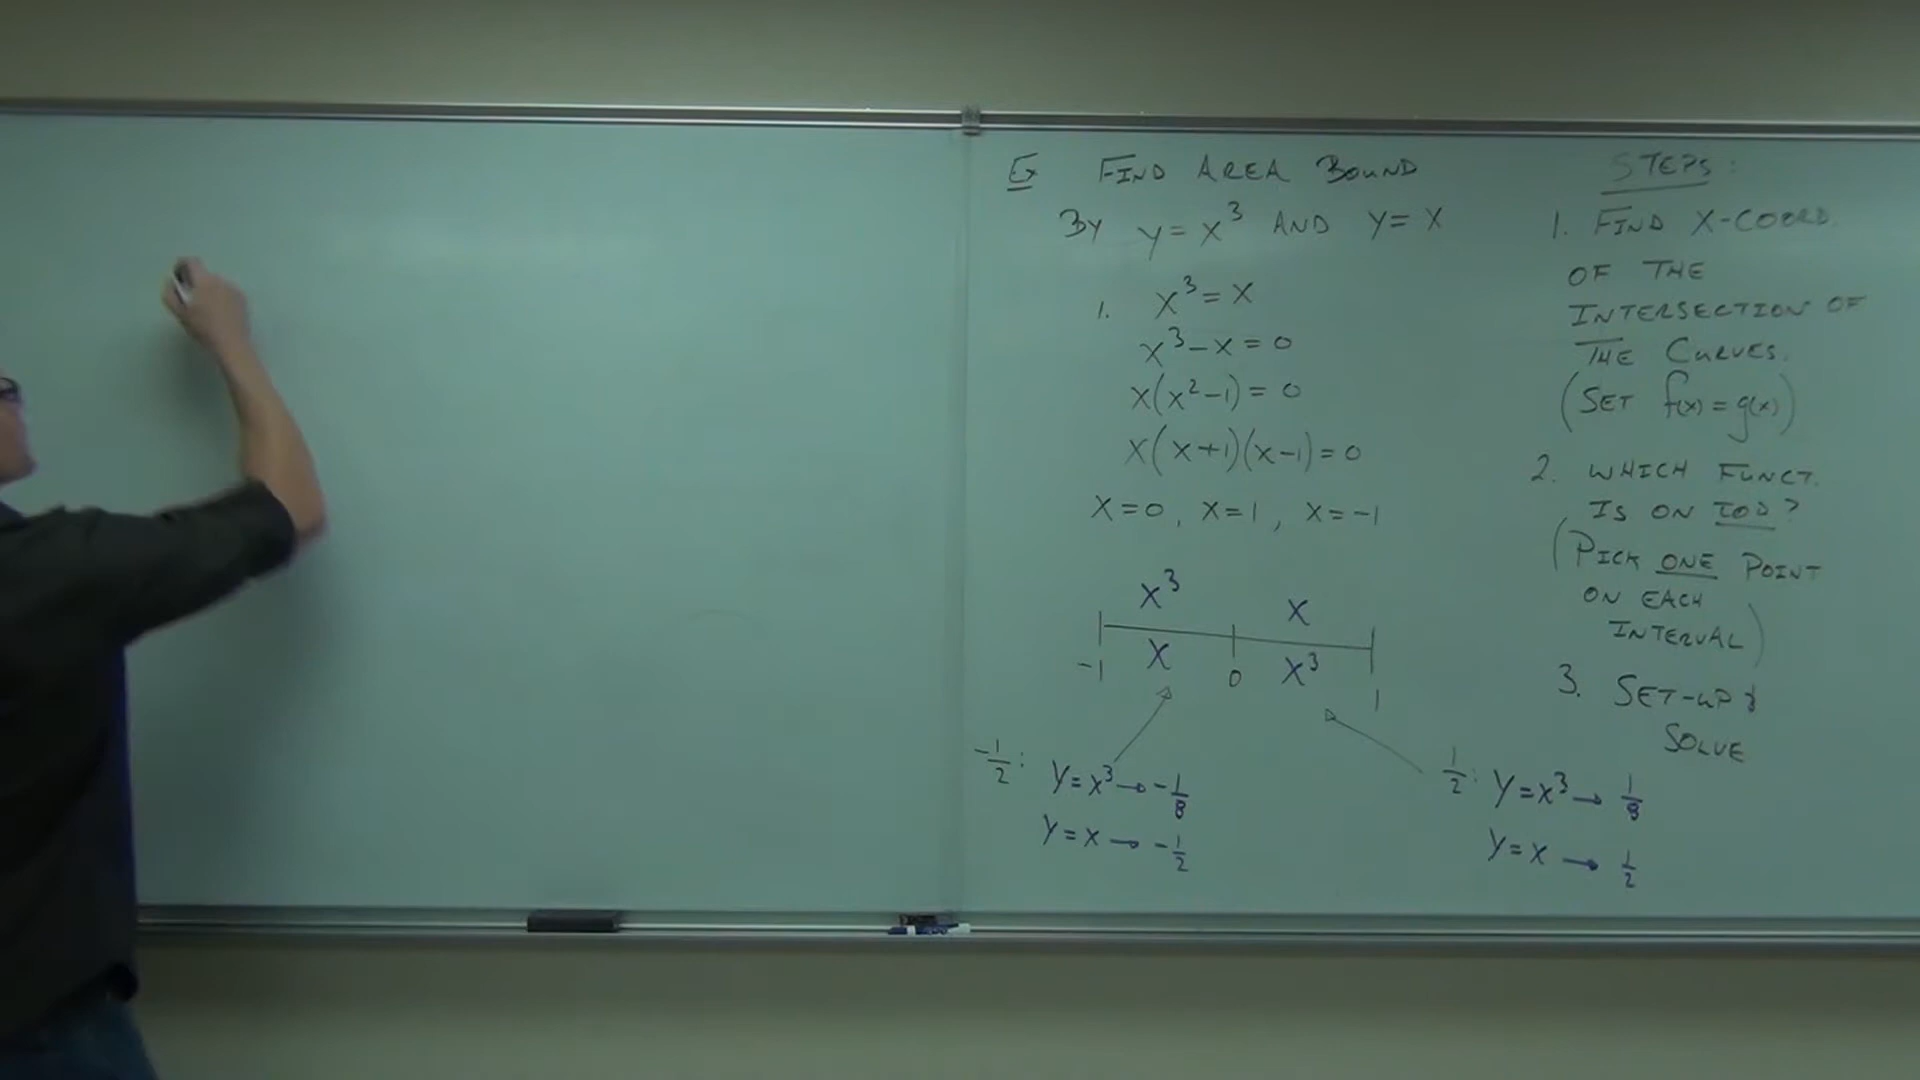 Ex FIND AREA BOUND
BY y = x³ AND y = x
1. x³ = x
x³ - x = 0
x(x² - 1) = 0
x(x + 1)(x - 1) = 0
x = 0, x = 1, x = -1
x³ x
x x³
-1 0 1
-1/2: y = x³ → -1/8
y = x → -1/2
1/2: y = x³ → 1/8
y = x → 1/2
STEPS:
1. FIND X-COORD.
OF THE
INTERSECTION OF
THE CURVES.
(SET f(x) = g(x))
2. WHICH FUNCT.
IS ON TOP?
(PICK ONE POINT
ON EACH
INTERVAL)
3. SET-UP &
SOLVE